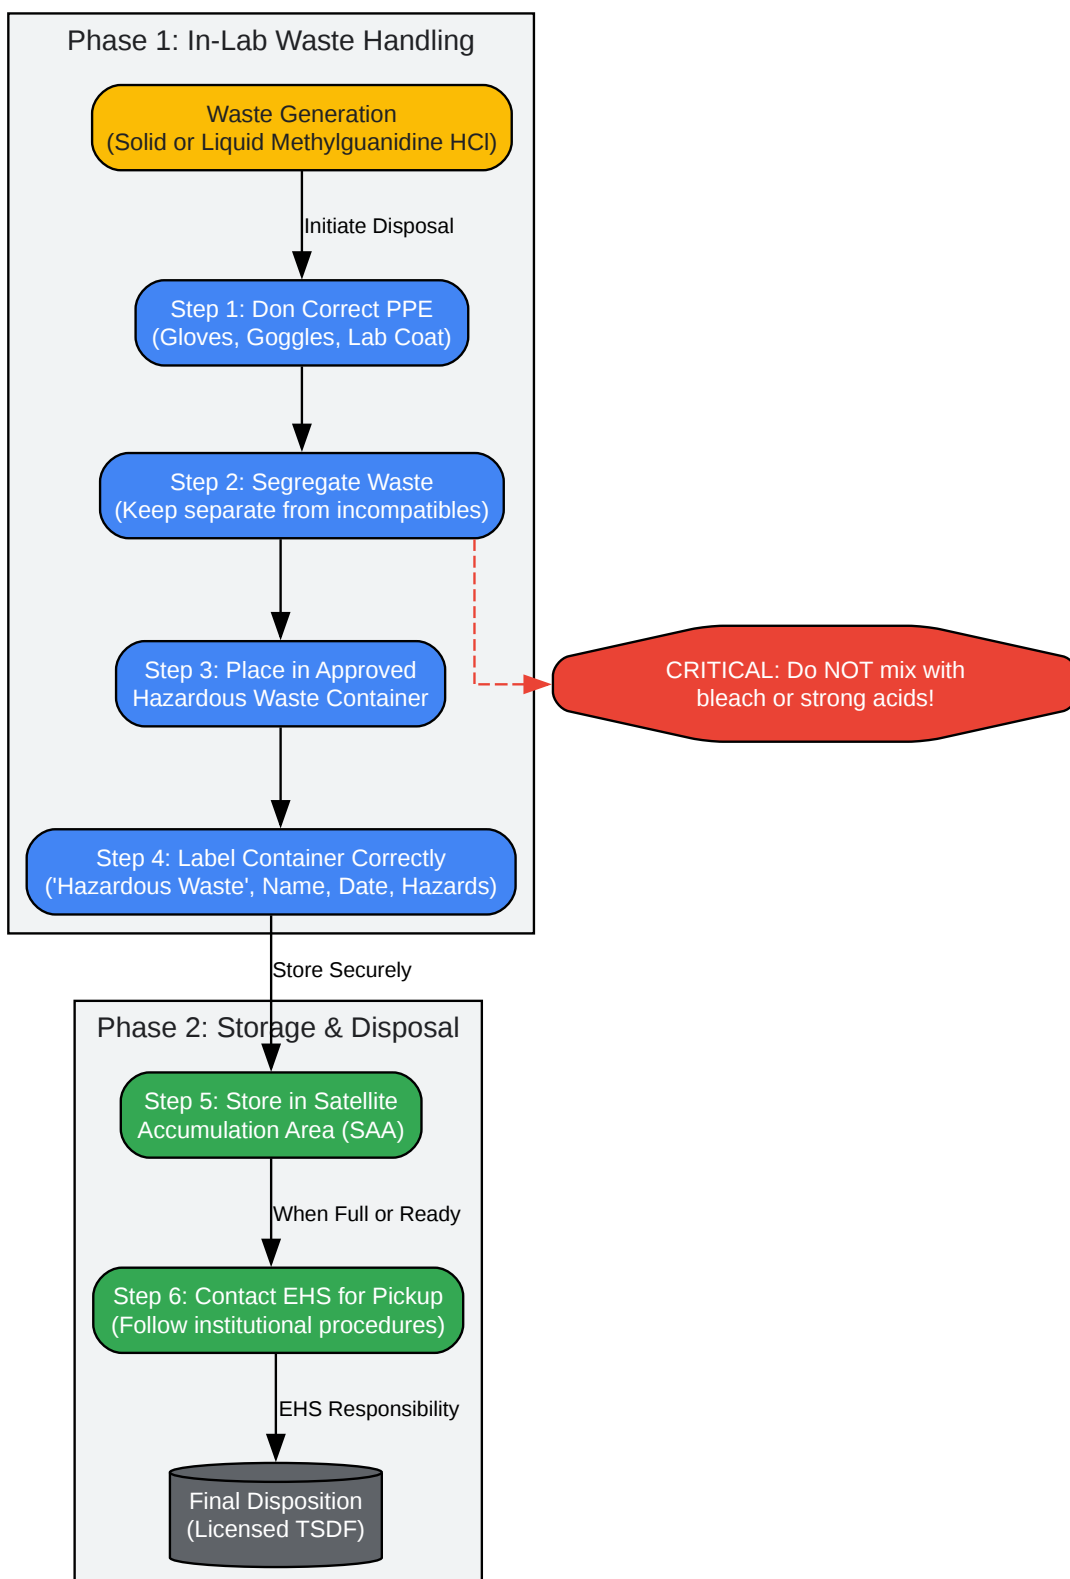 Phase 1: In-Lab Waste Handling
Waste Generation
(Solid or Liquid Methylguanidine HCl)
Initiate Disposal
Step 1: Don Correct PPE
(Gloves, Goggles, Lab Coat)
Step 2: Segregate Waste
(Keep separate from incompatibles)
CRITICAL: Do NOT mix with
bleach or strong acids!
Step 3: Place in Approved
Hazardous Waste Container
Step 4: Label Container Correctly
('Hazardous Waste', Name, Date, Hazards)
Store Securely
Phase 2: Storage & Disposal
Step 5: Store in Satellite
Accumulation Area (SAA)
When Full or Ready
Step 6: Contact EHS for Pickup
(Follow institutional procedures)
EHS Responsibility
Final Disposition
(Licensed TSDF)